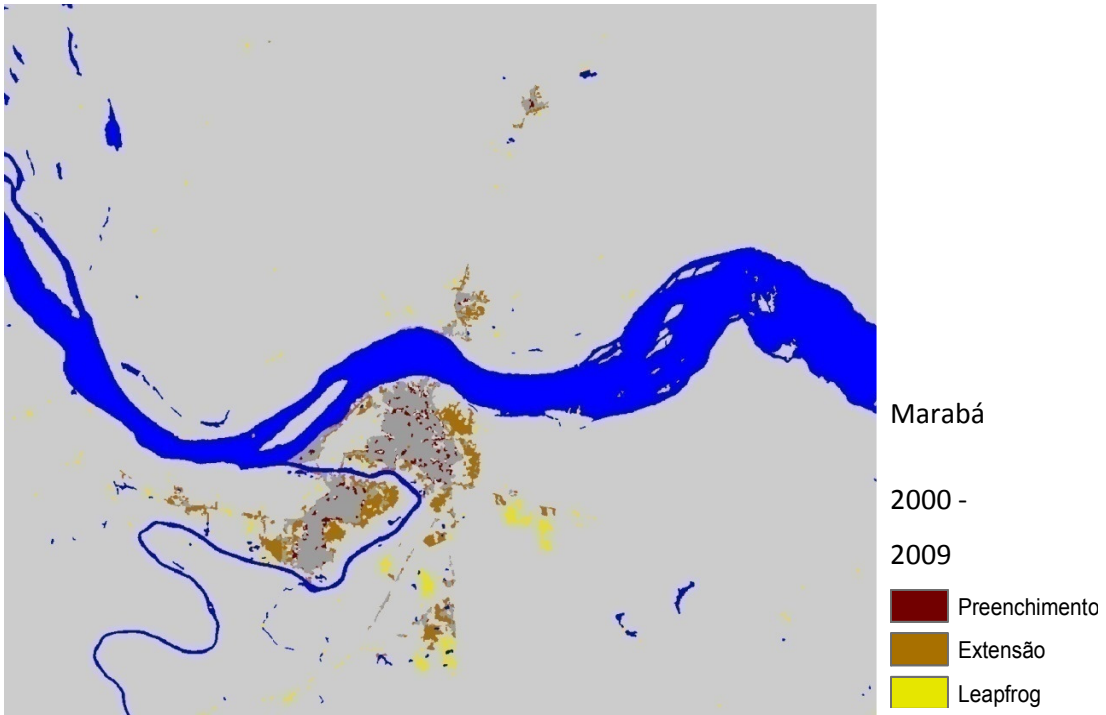 Marabá
2000 -
2009
Preenchimento
Extensão
Leapfrog